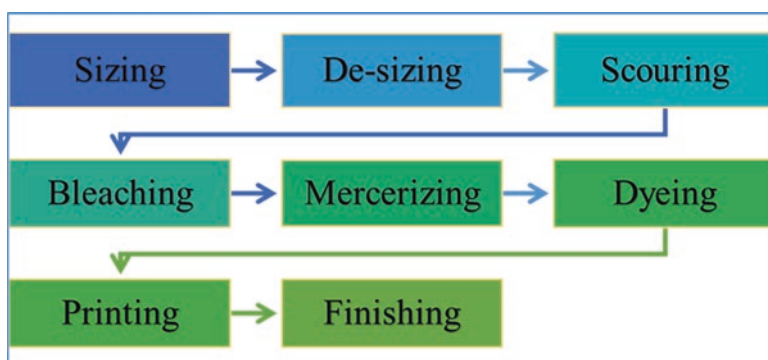 Sizing
De-sizing
Scouring
Bleaching
Mercerizing
Dyeing
Printing
Finishing